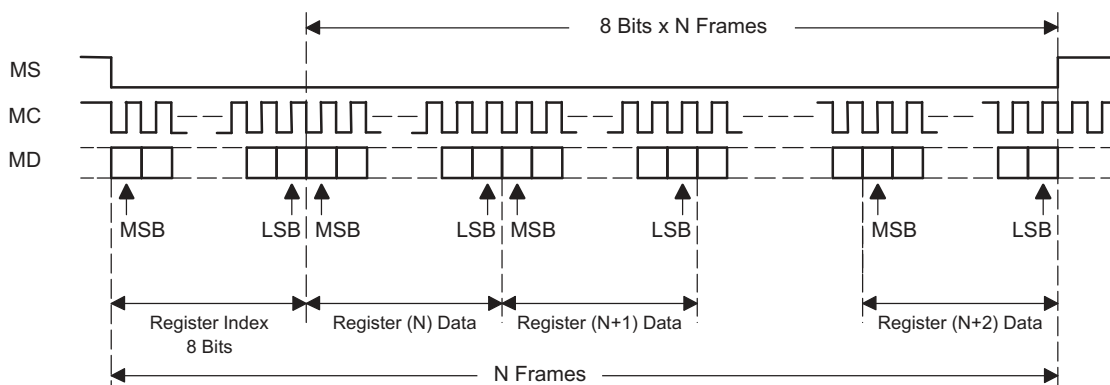 8 Bits x N Frames
MS
MC
MD
MSB LSB MSB LSB MSB LSB MSB LSB
Register Index
8 Bits
Register (N) Data
Register (N+1) Data
Register (N+2) Data
N Frames